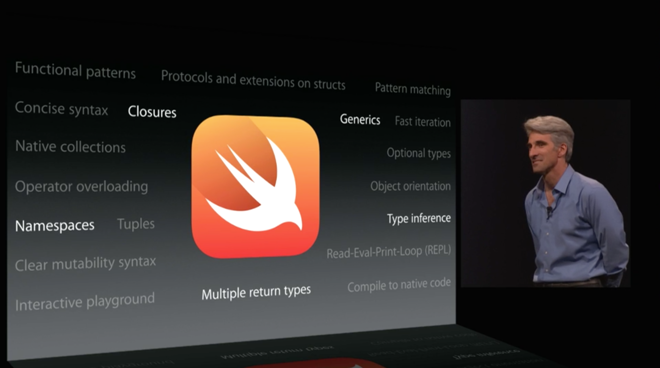 Functional patterns
Protocols and extensions on structs
Pattern matching
Concise syntax
Closures
Generics
Fast iteration
Native collections
Optional types
Operator overloading
Object orientation
Namespaces
Tuples
Type inference
Clear mutability syntax
Read-Eval-Print-Loop (REPL)
Interactive playground
Multiple return types
Compile to native code